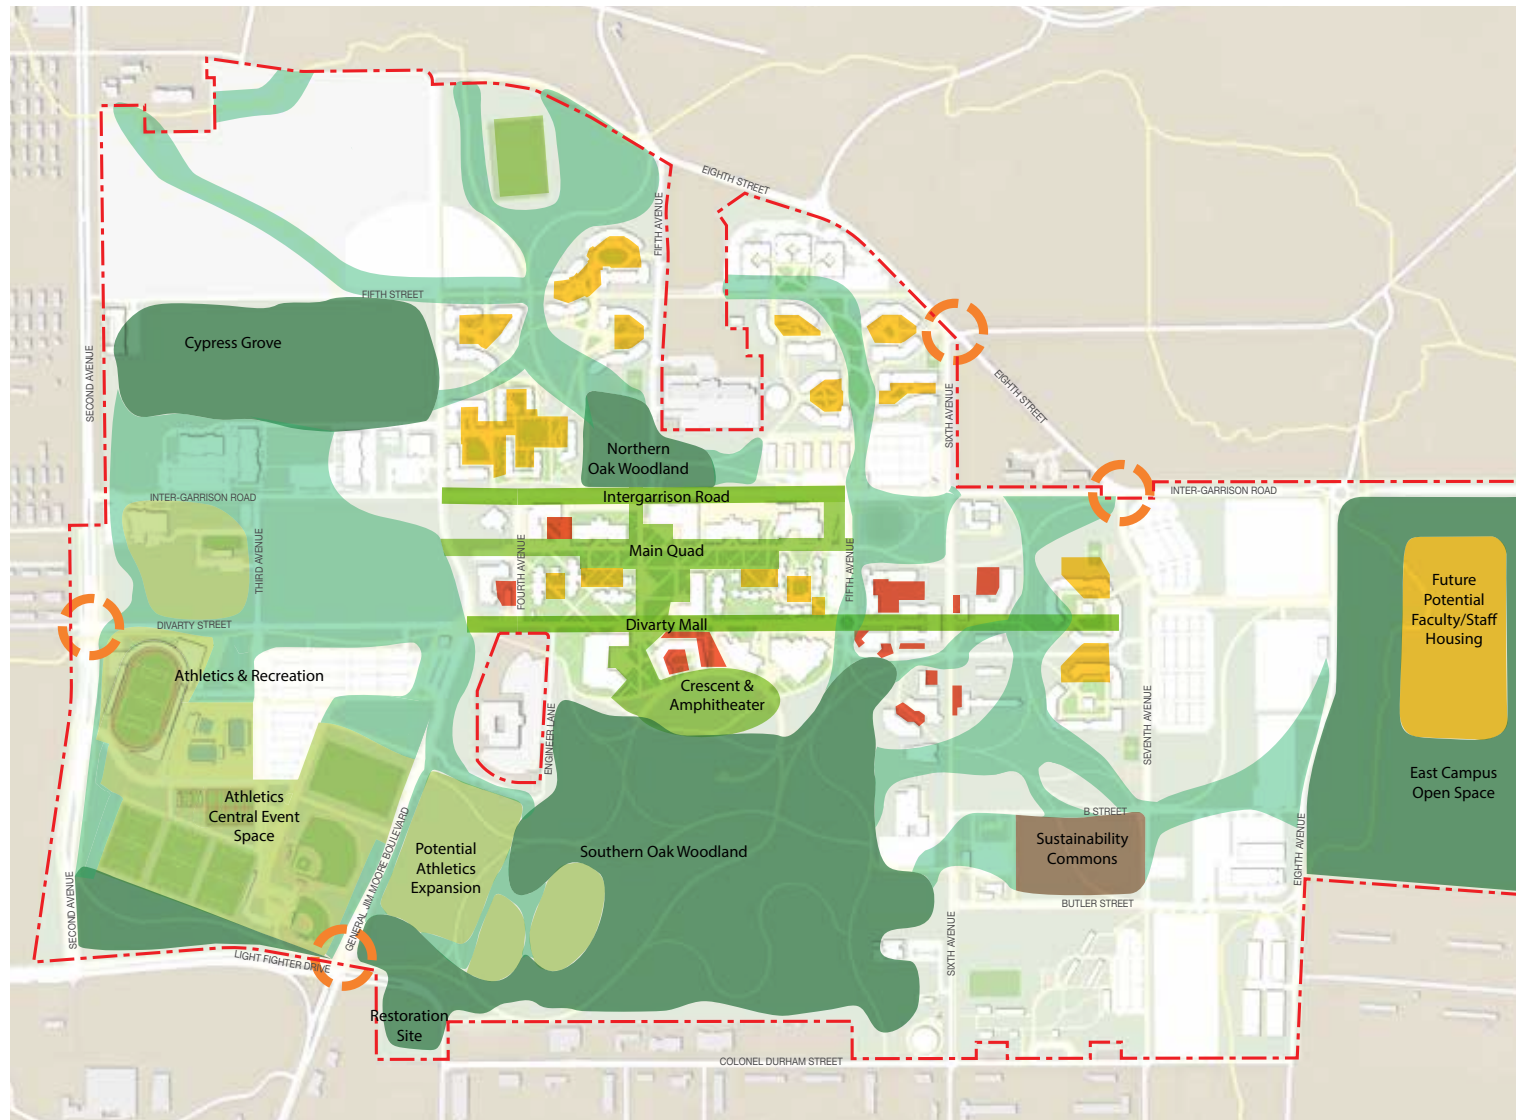 EIGHTH STREET
FIFTH AVENUE
FIFTH STREET
Cypress Grove
SECOND AVENUE
EIGHTH STREET
SIXTH AVENUE
Northern
Oak Woodland
INTER-GARRISON ROAD
Intergarrison Road
INTER-GARRISON ROAD
THIRD AVENUE
FOURTH AVENUE
Main Quad
FIFTH AVENUE
Future
Potential
Faculty/Staff
Housing
DIVARTY STREET
Divarty Mall
Athletics & Recreation
Crescent &
Amphitheater
ENGINEER LANE
SEVENTH AVENUE
East Campus
Open Space
Athletics
Central Event
Space
GENERAL JIM MOORE BOULEVARD
Potential
Athletics
Expansion
Southern Oak Woodland
B STREET
Sustainability
Commons
EIGHTH AVENUE
BUTLER STREET
SECOND AVENUE
SIXTH AVENUE
LIGHT FIGHTER DRIVE
Restoration
Site
COLONEL DURHAM STREET